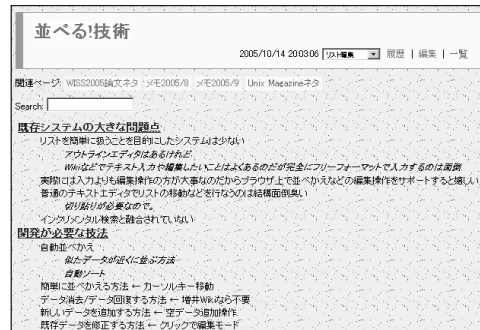 並べる!技術
2005/10/14 20:03:06 リスト編集 履歴 | 編集 | 一覧
関連ページ WISS2005論文ネタ メモ2005/8 メモ2005/9 Unix Magazineネタ
Search:
既存システムの大きな問題点
リストを簡単に扱うことを目的にしたシステムは少ない
アウトラインエディタはあるけれど
Wikiなどでテキスト入力や編集したいことはよくあるのだが完全にフリーフォーマットで入力するのは面倒
実際には入力よりも編集操作の方が大事なのだからブラウザ上で並べかえなどの編集操作をサポートすると嬉しい
普通のテキストエディタでリストの移動などを行なうのは結構面倒臭い
切り貼りが必要なので。
インクリメンタル検索と融合されていない
開発が必要な技法
自動並べかえ
似たデータが近くに並ぶ方法
自動ソート
簡単に並べかえる方法 ← カーソルキー移動
データ消去/データ回復する方法 ← 増井Wikiなら不要
新しいデータを追加する方法 ← 空データ追加操作
既存データを修正する方法 ← クリックで編集モード